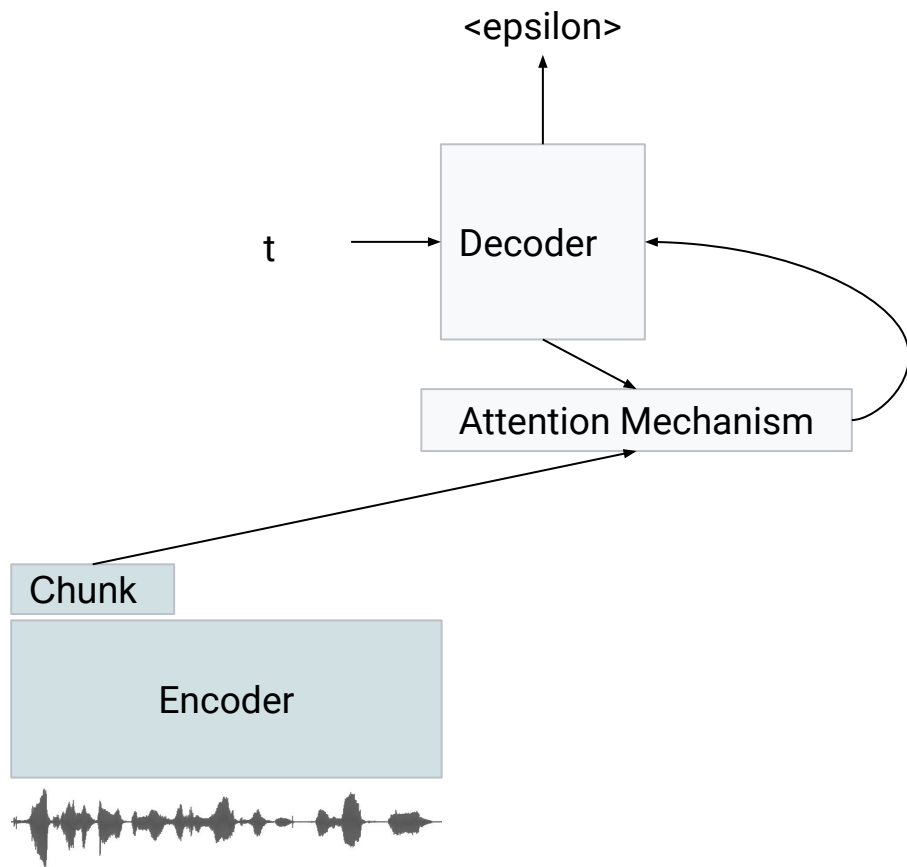 <epsilon>
t
Decoder
Attention Mechanism
Chunk
Encoder